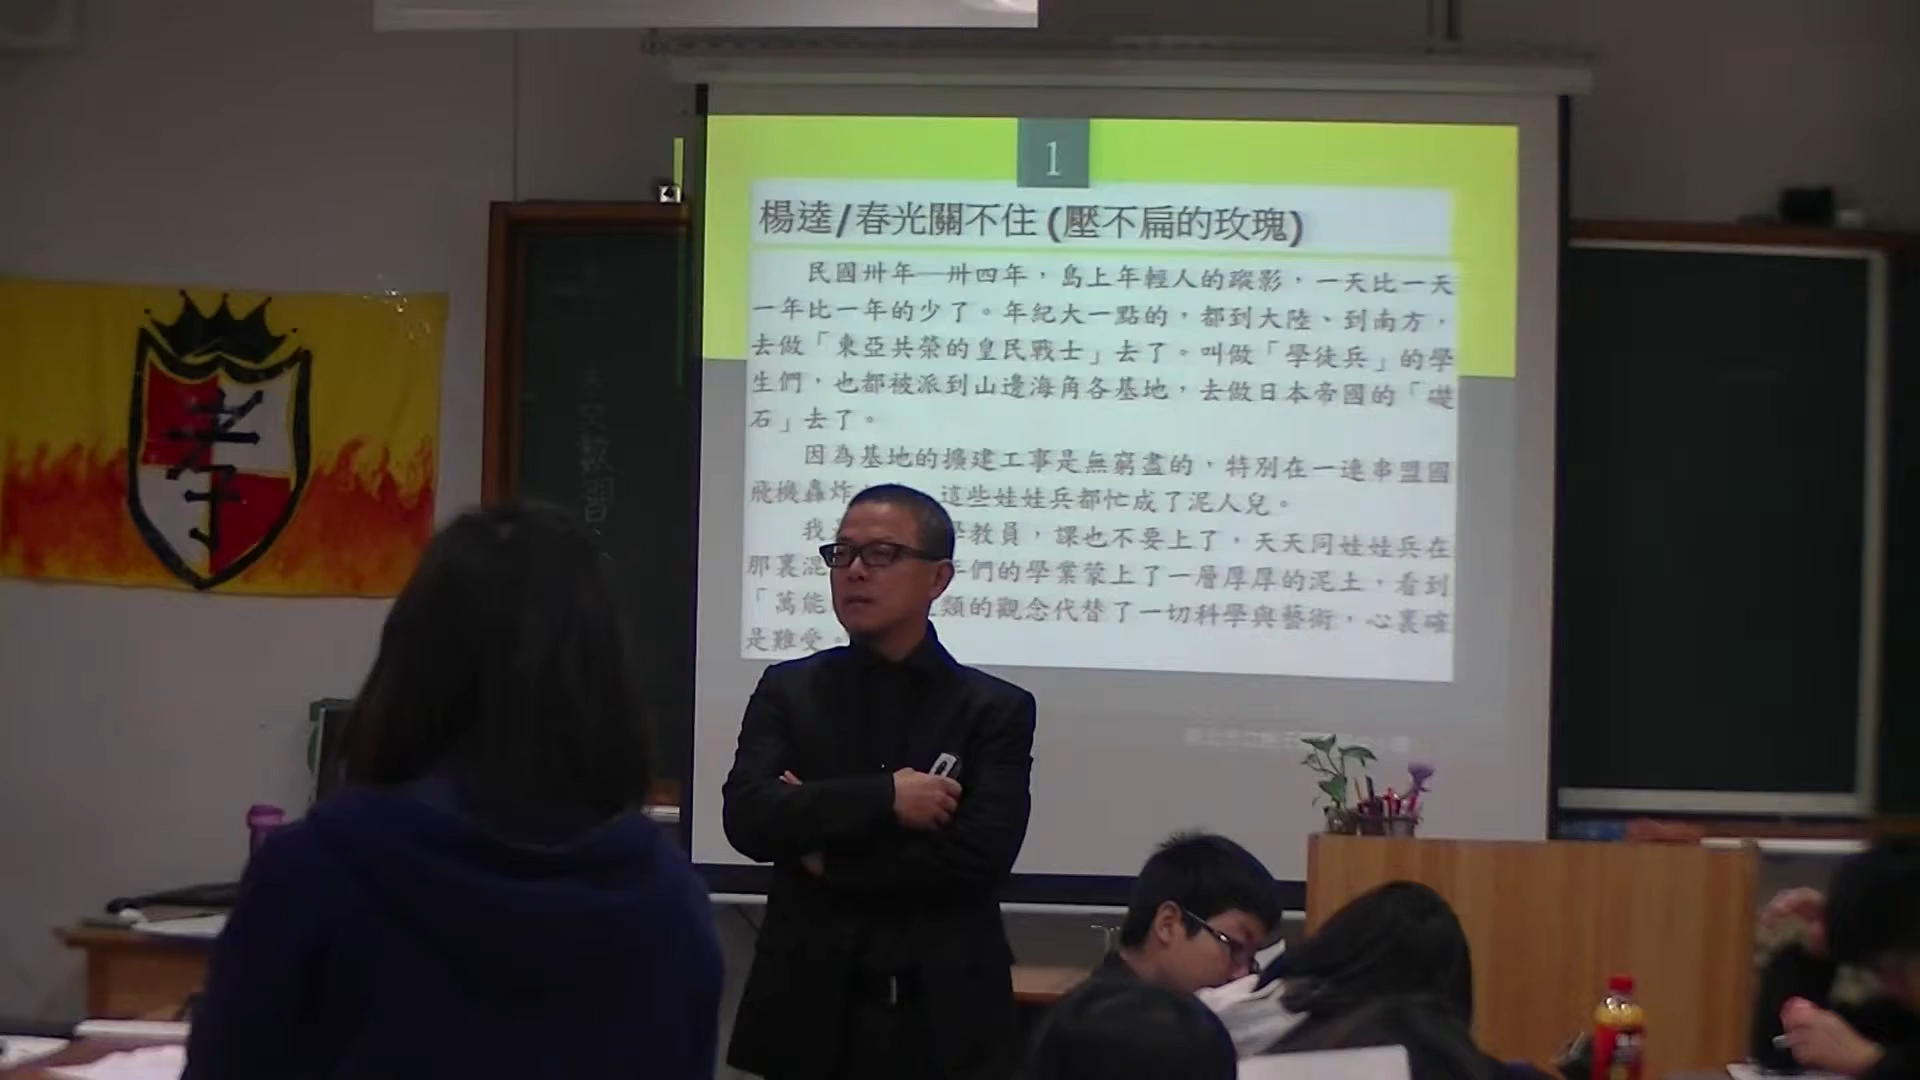 1
楊逵/春光關不住(壓不扁的玫瑰)
民國卅年—卅四年，島上年輕人的蹤影，一天比一天
一年比一年的少了。年紀大一點的，都到大陸、到南方，
去做「東亞共榮的皇民戰士」去了。叫做「學徒兵」的學
生們，也都被派到山邊海角各基地，去做日本帝國的「礎
石」去了。
因為基地的擴建工事是無窮盡的，特別在一連串盟國
飛機轟炸 這些娃娃兵都忙成了泥人兒。
我 教員，課也不要上了，天天同娃娃兵在
那裏混 們的學業蒙上了一層厚厚的泥土，看到
「萬能 類的觀念代替了一切科學與藝術，心裏確
是難受。
孝